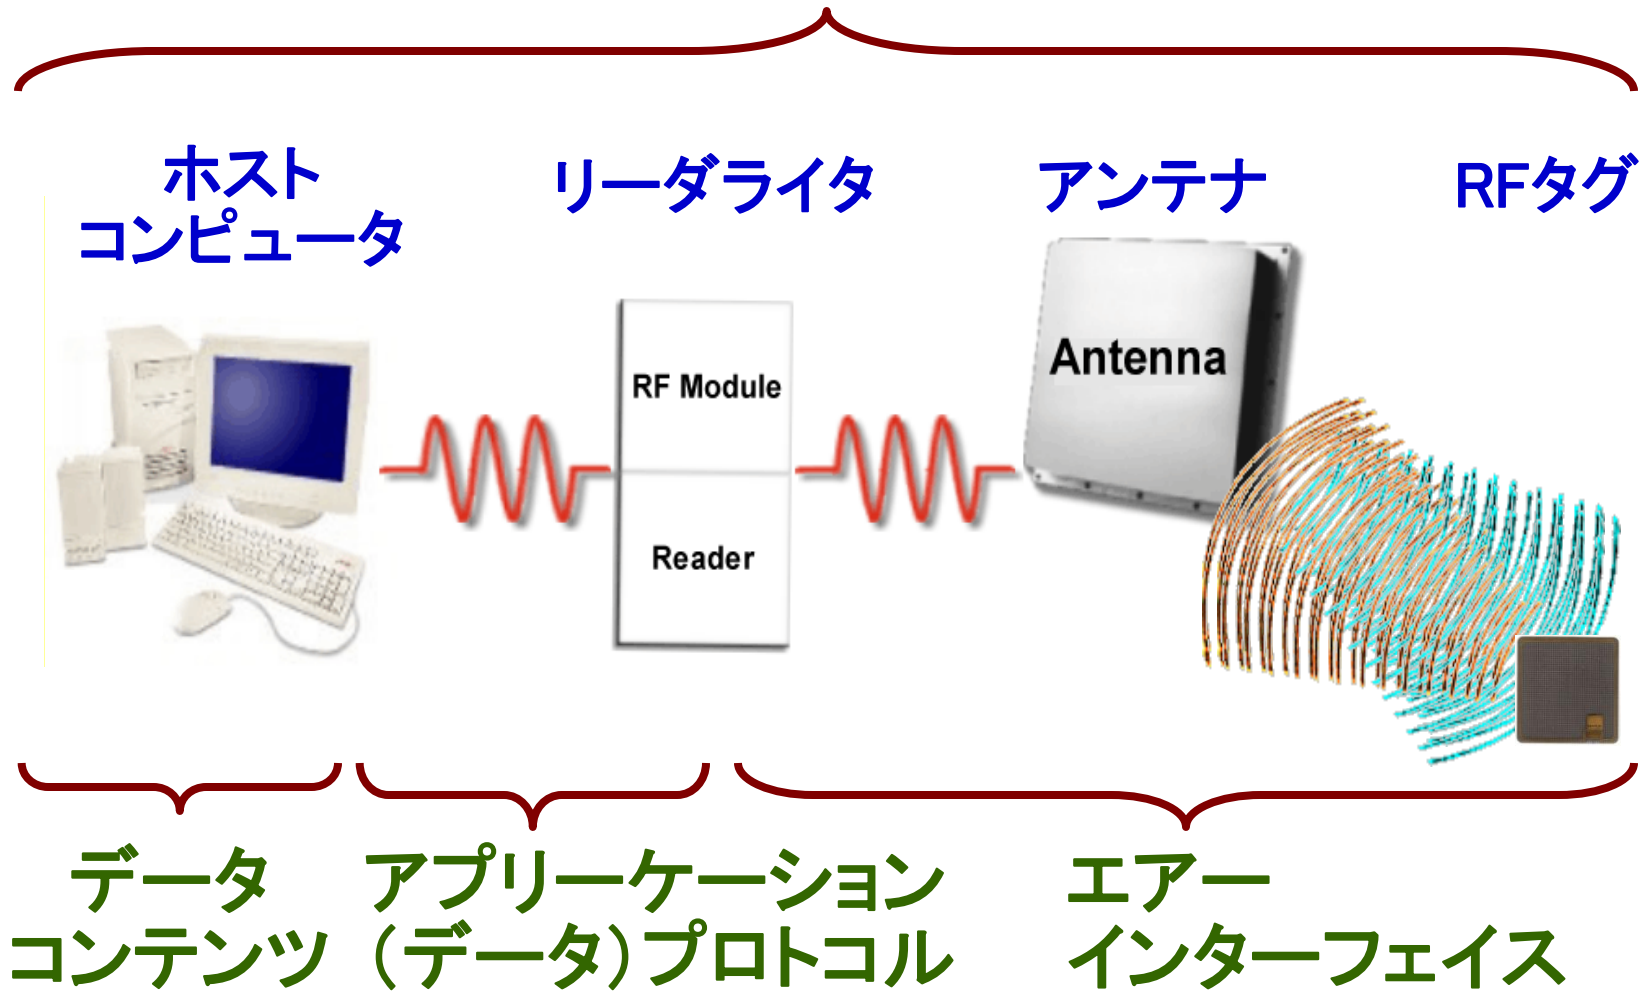 ホスト
コンピュータ
リーダライタ
アンテナ
RFタグ
RF Module
Reader
Antenna
データ
コンテンツ
アプリーケーション
（データ）プロトコル
エアー
インターフェイス